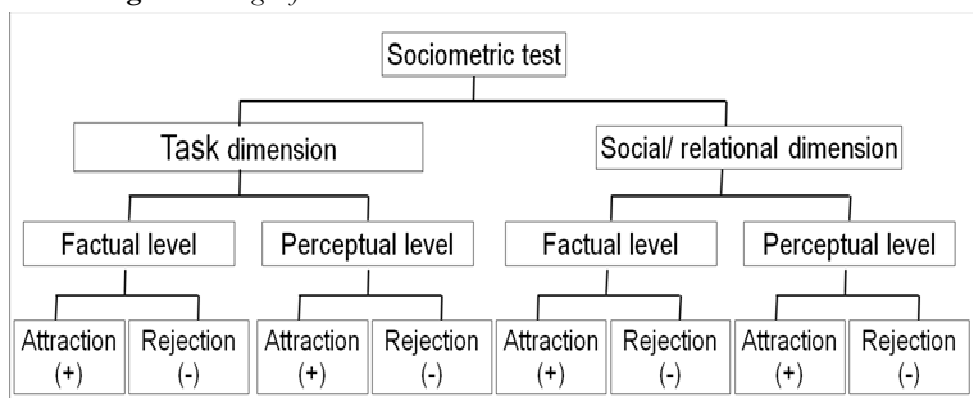 Sociometric test
Task dimension
Social/ relational dimension
Factual level
Perceptual level
Factual level
Perceptual level
Attraction
(+)
Rejection
(-)
Attraction
(+)
Rejection
(-)
Attraction
(+)
Rejection
(-)
Attraction
(+)
Rejection
(-)